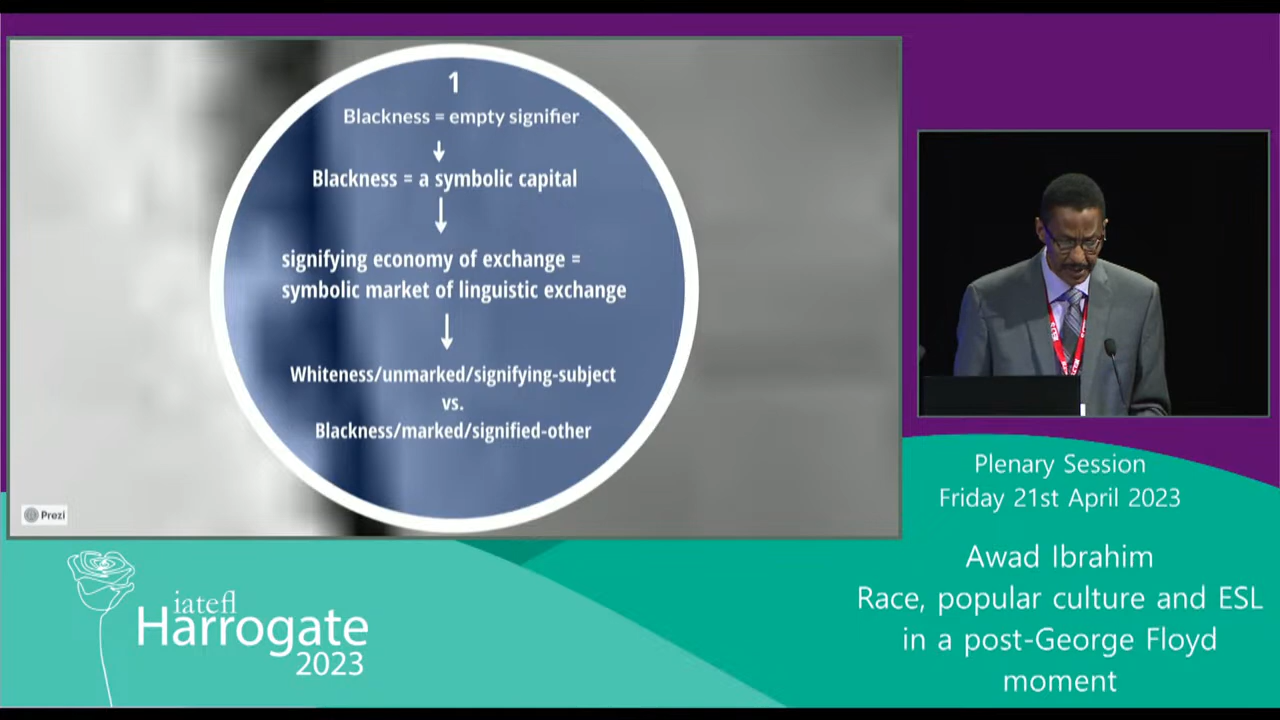 1
Blackness = empty signifier
Blackness = a symbolic capital
signifying economy of exchange =
symbolic market of linguistic exchange
Whiteness/unmarked/signifying-subject
vs.
Blackness/marked/signified-other
Prezi
Plenary Session
Friday 21st April 2023
Awad Ibrahim
Race, popular culture and ESL
in a post-George Floyd
moment
iatefl
Harrogate
2023